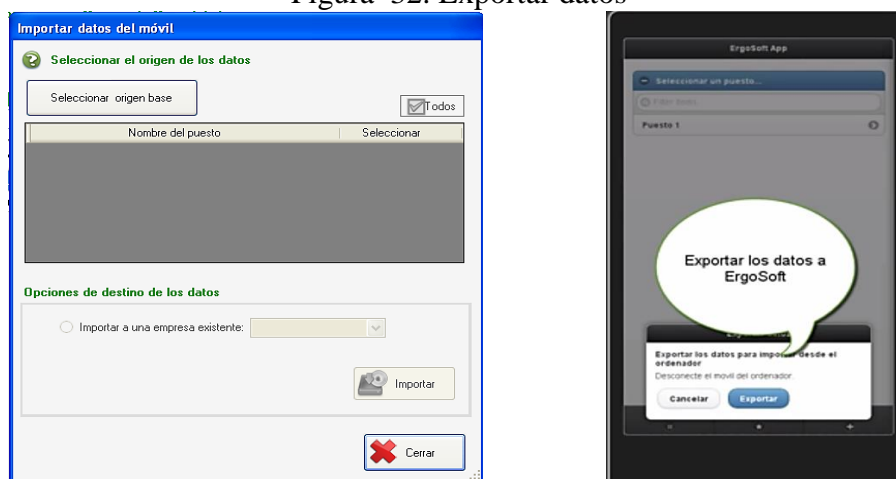 Figura 32. Exportar datos
Importar datos del móvil
Seleccionar el origen de los datos
Seleccionar origen base
Todos
Nombre del puesto Seleccionar
Opciones de destino de los datos
Importar a una empresa existente:
Importar
Cerrar
ErgoSoft App
Seleccionar un puesto...
Filter items...
Puesto 1
Exportar los datos a
ErgoSoft
Exportar los datos para desde el
ordenador
Desconecte el movil del ordenador.
Cancelar Exportar